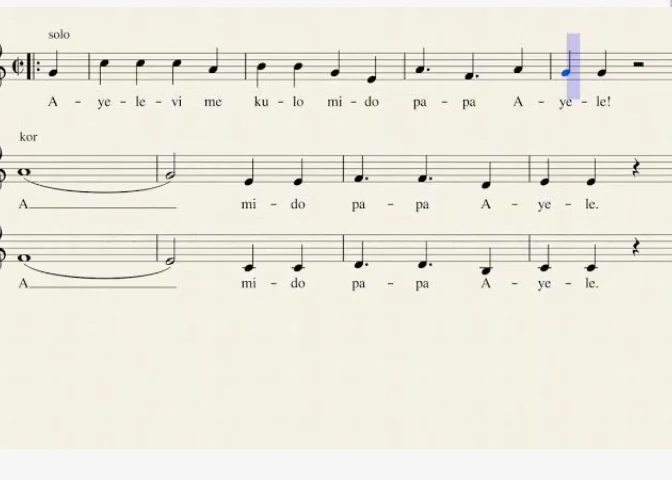 solo
A - ye - le - vi me ku - lo mi - do pa - pa A - ye - le!
kor
A mi - do pa - pa A - ye - le.
A mi - do pa - pa A - ye - le.